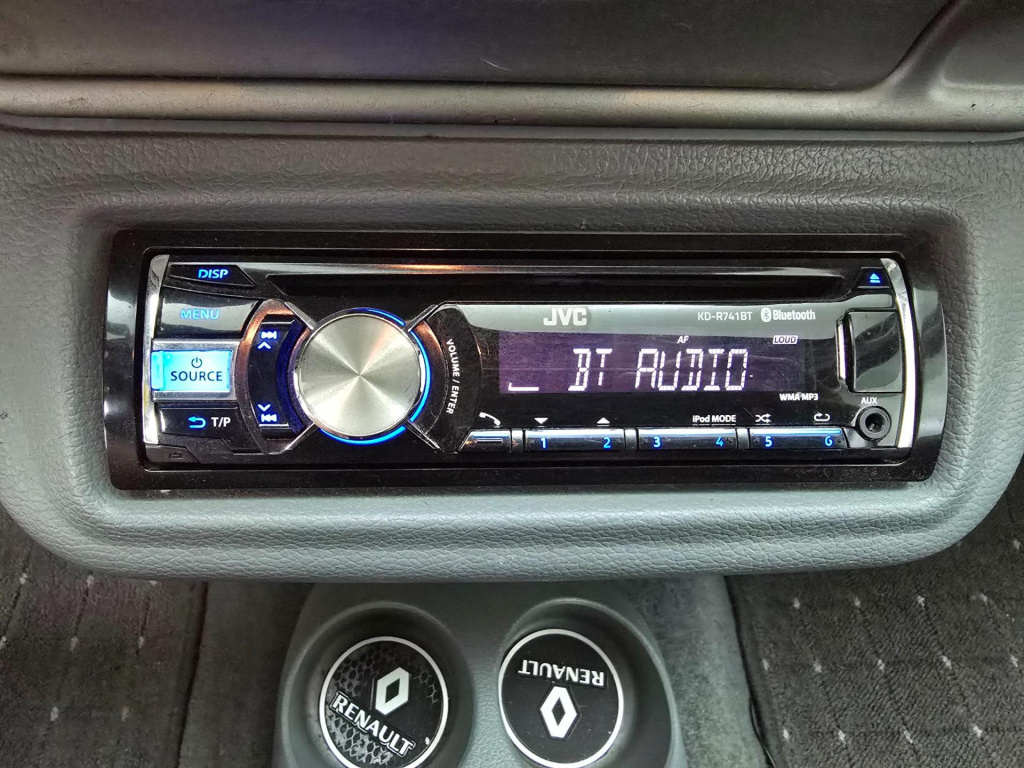 DISP
MENU
SOURCE
T/P
VOLUME / ENTER
JVC
KD-R741BT Bluetooth
AF
LOUD
BT AUDIO
WMA MP3
AUX
iPod MODE
1 2 3 4 5 6
RENAULT
RENAULT